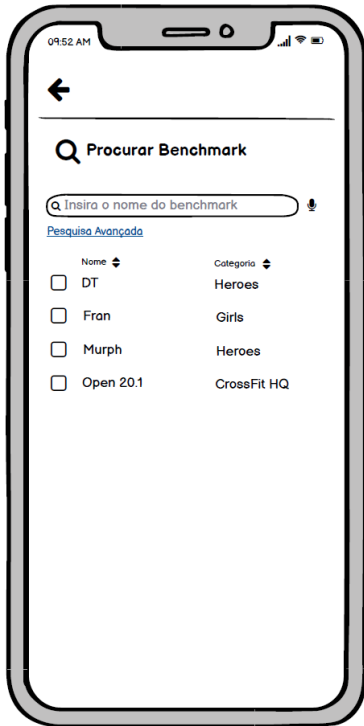 09:52 AM
Procurar Benchmark
Insira o nome do benchmark
Pesquisa Avançada
Nome Categoria
DT Heroes
Fran Girls
Murph Heroes
Open 20.1 CrossFit HQ